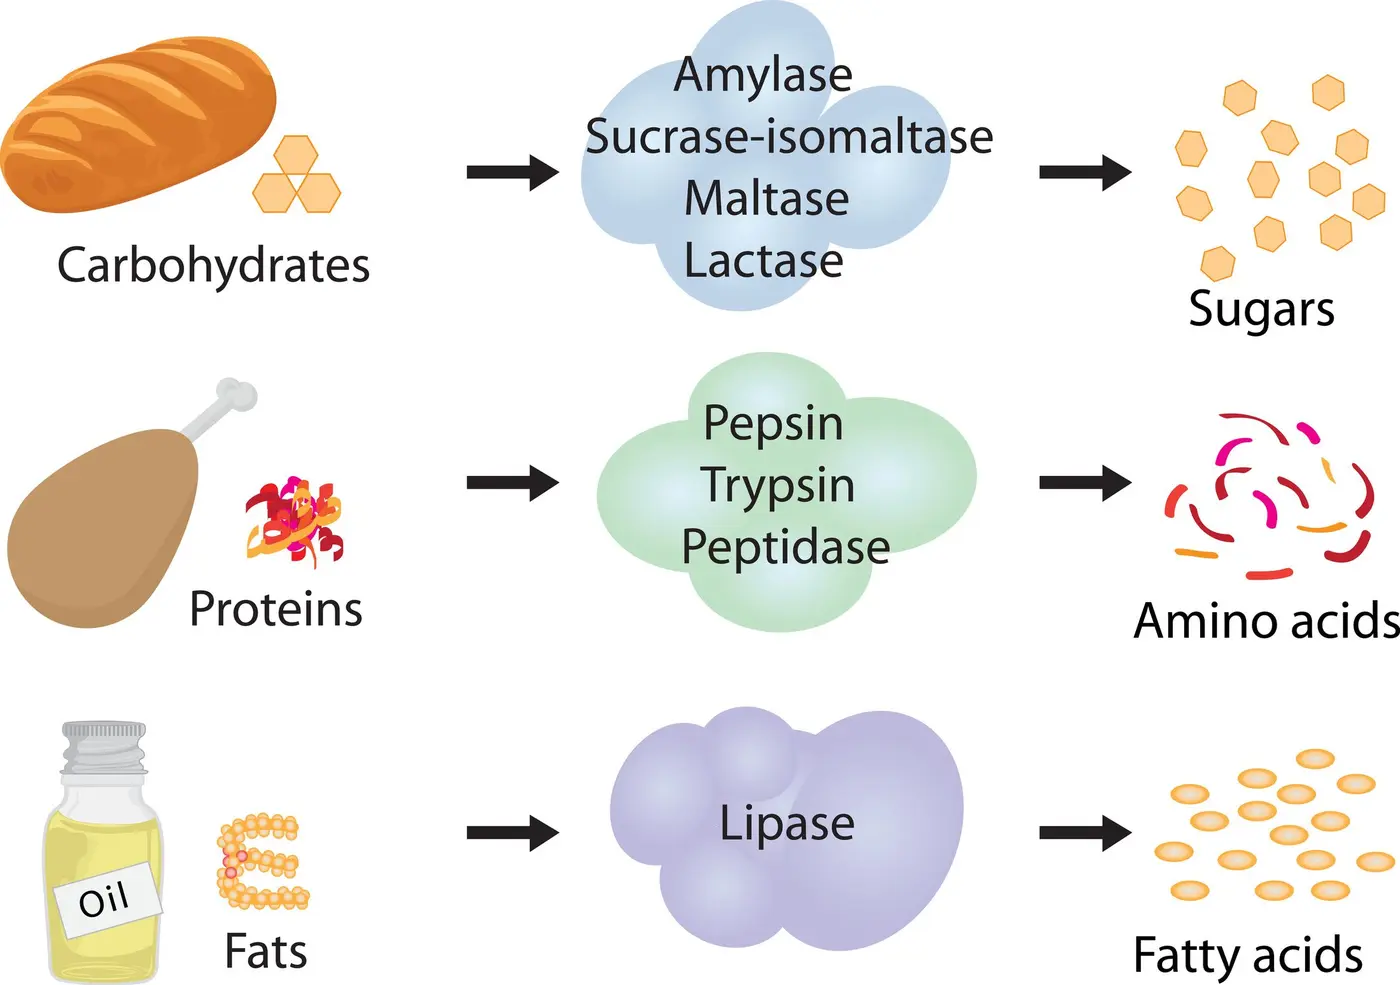 Carbohydrates
Amylase
Sucrase-isomaltase
Maltase
Lactase
Sugars
Proteins
Pepsin
Trypsin
Peptidase
Amino acids
Oil
Fats
Lipase
Fatty acids